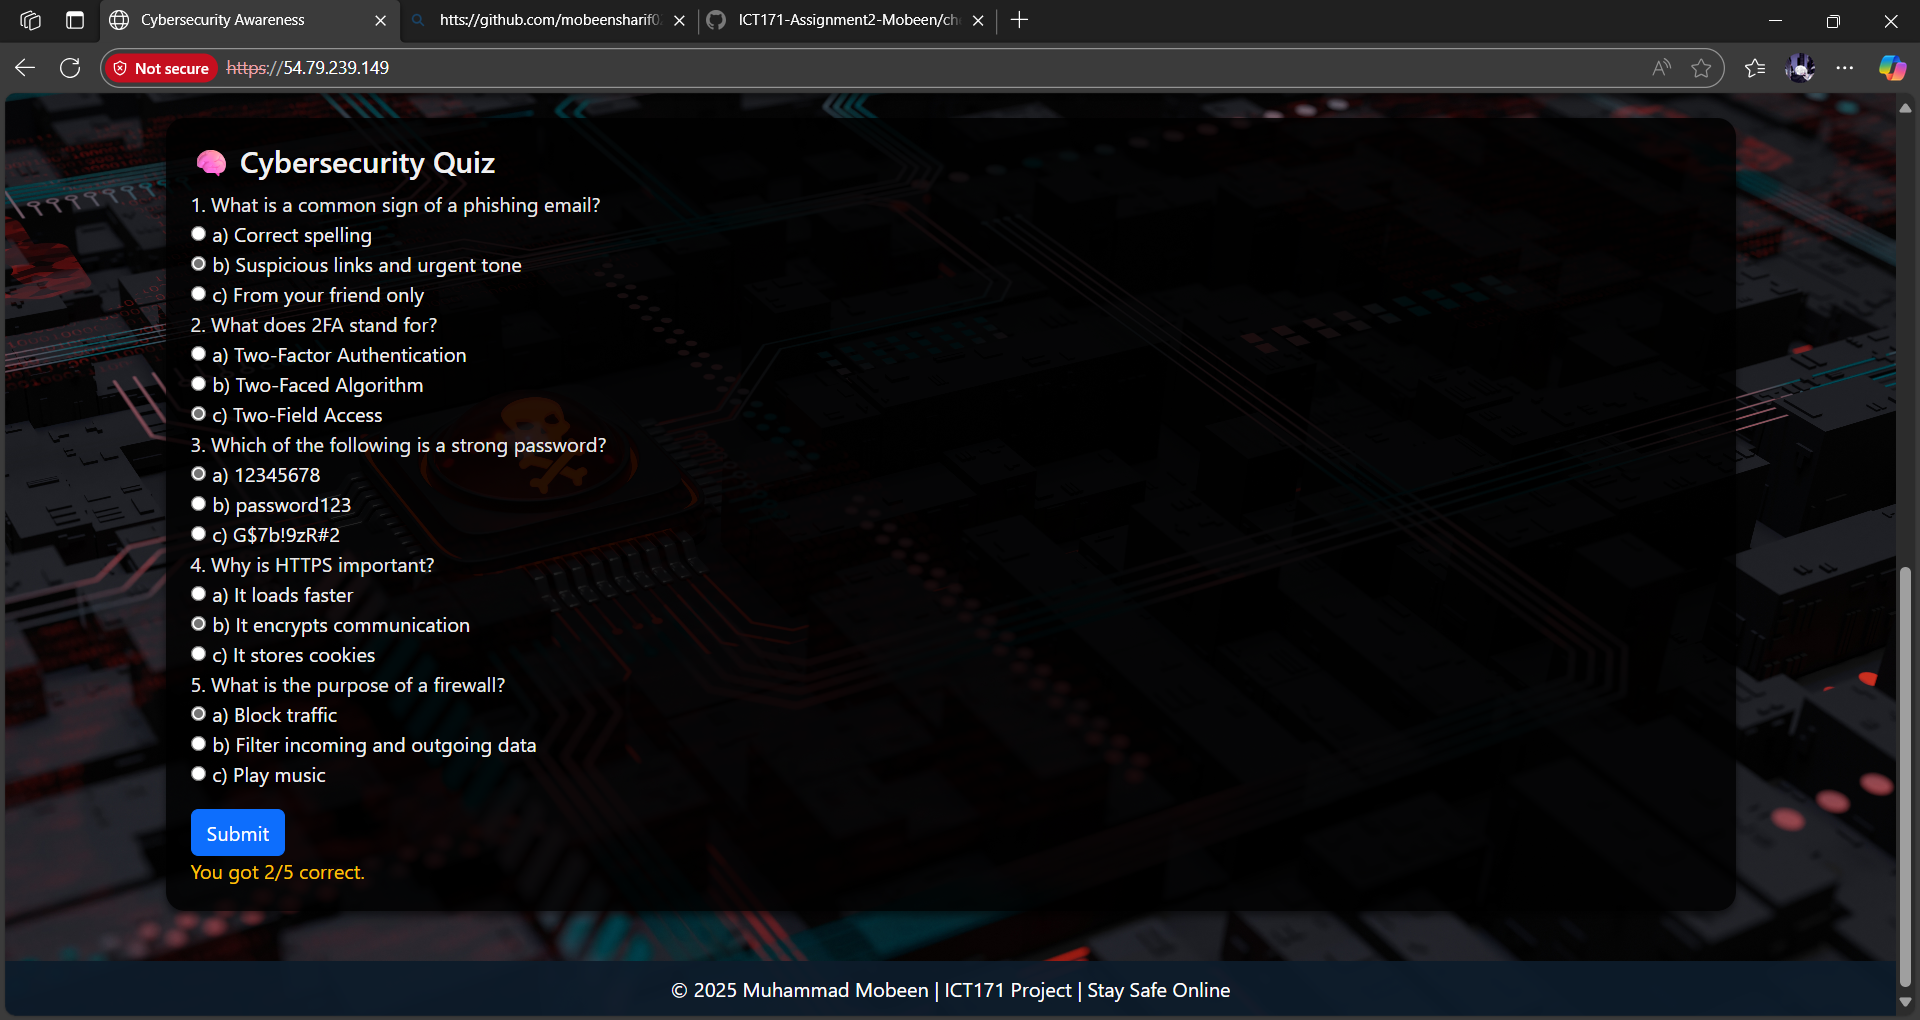 Cybersecurity Awareness
htts://github.com/mobeensharif0
ICT171-Assignment2-Mobeen/ch
Not secure https://54.79.239.149
Cybersecurity Quiz
1. What is a common sign of a phishing email?
a) Correct spelling
b) Suspicious links and urgent tone
c) From your friend only
2. What does 2FA stand for?
a) Two-Factor Authentication
b) Two-Faced Algorithm
c) Two-Field Access
3. Which of the following is a strong password?
a) 12345678
b) password123
c) G$7b!9zR#2
4. Why is HTTPS important?
a) It loads faster
b) It encrypts communication
c) It stores cookies
5. What is the purpose of a firewall?
a) Block traffic
b) Filter incoming and outgoing data
c) Play music
Submit
You got 2/5 correct.
© 2025 Muhammad Mobeen | ICT171 Project | Stay Safe Online